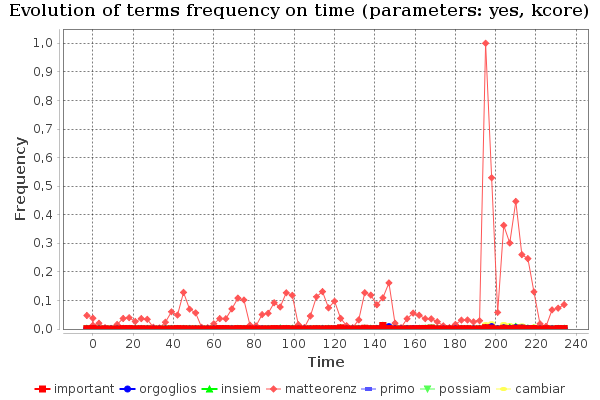 Evolution of terms frequency on time (parameters: yes, kcore)
1,0
0,9
0,8
0,7
0,6
0,5
0,4
0,3
0,2
0,1
0,0
Frequency
0 20 40 60 80 100 120 140 160 180 200 220 240
Time
important orgoglios insiem matteorenz primo possiam cambiar